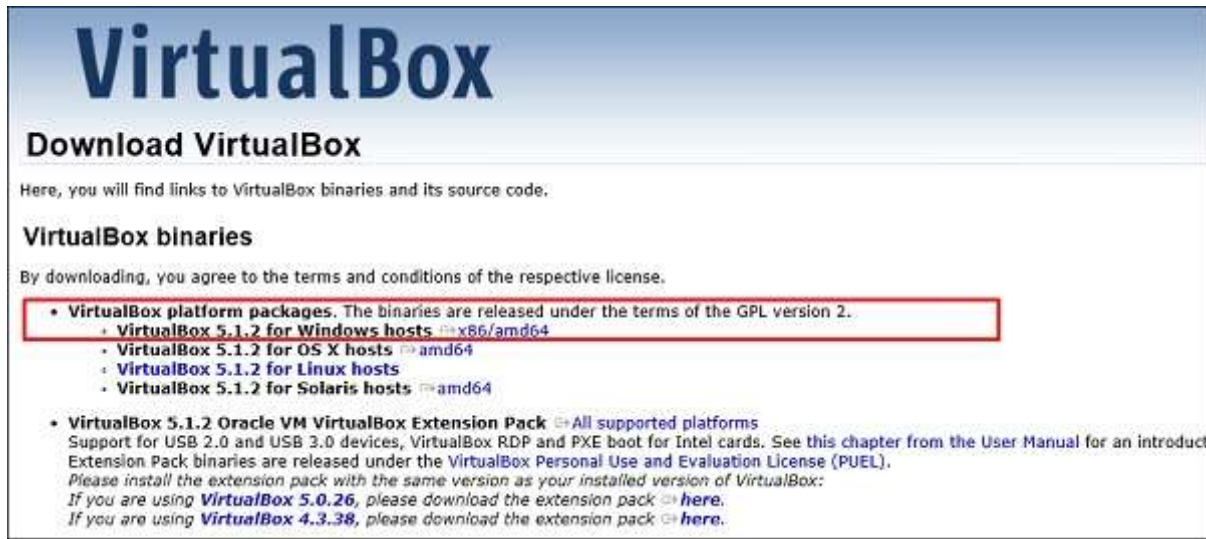 VirtualBox
Download VirtualBox
Here, you will find links to VirtualBox binaries and its source code.
VirtualBox binaries
By downloading, you agree to the terms and conditions of the respective license.
• VirtualBox platform packages. The binaries are released under the terms of the GPL version 2.
• VirtualBox 5.1.2 for Windows hosts x86/amd64
• VirtualBox 5.1.2 for OS X hosts amd64
• VirtualBox 5.1.2 for Linux hosts
• VirtualBox 5.1.2 for Solaris hosts amd64
• VirtualBox 5.1.2 Oracle VM VirtualBox Extension Pack All supported platforms
Support for USB 2.0 and USB 3.0 devices, VirtualBox RDP and PXE boot for Intel cards. See this chapter from the User Manual for an introduct
Extension Pack binaries are released under the VirtualBox Personal Use and Evaluation License (PUEL).
Please install the extension pack with the same version as your installed version of VirtualBox:
If you are using VirtualBox 5.0.26, please download the extension pack here.
If you are using VirtualBox 4.3.38, please download the extension pack here.